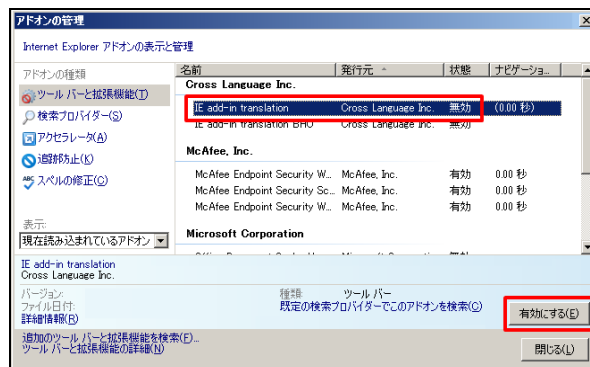 アドオンの管理
Internet Explorer アドオンの表示と管理
アドオンの種類
ツール バーと拡張機能(T)
検索プロバイダー(S)
アクセラレータ(A)
追跡防止(K)
スペルの修正(C)
表示:
現在読み込まれているアドオン
名前 発行元 状態 ナビゲーショ...
Cross Language Inc.
IE add-in translation Cross Language Inc. 無効 (0.00 秒)
IE add-in translation BHO Cross Language Inc. 無効
McAfee, Inc.
McAfee Endpoint Security W... McAfee, Inc. 有効 0.00 秒
McAfee Endpoint Security Sc... McAfee, Inc. 有効 0.00 秒
McAfee Endpoint Security W... McAfee, Inc. 有効 0.00 秒
Microsoft Corporation
IE add-in translation
Cross Language Inc.
バージョン: 種類: ツール バー
ファイル日付: 既定の検索プロバイダーでこのアドオンを検索(C)
詳細情報(R)
有効にする(E)
追加のツール バーと拡張機能を検索(F)...
ツール バーと拡張機能の詳細(N)
閉じる(L)